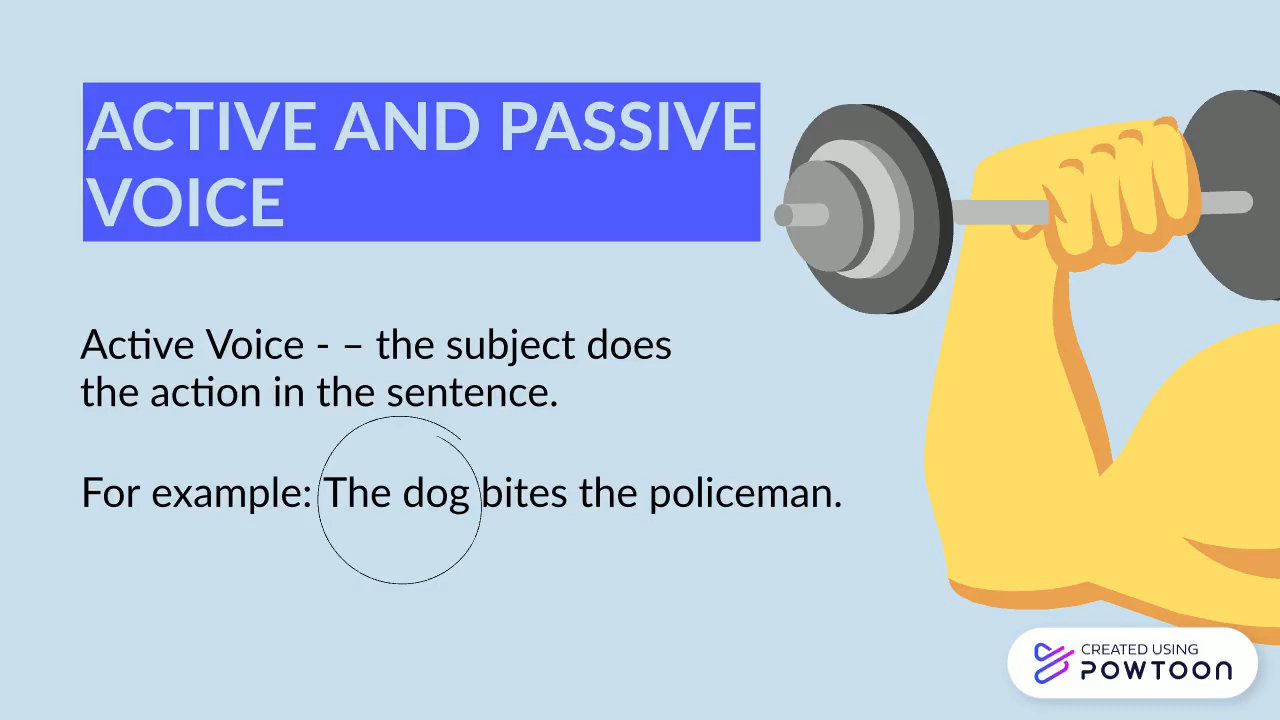 ACTIVE AND PASSIVE
VOICE
Active Voice - – the subject does
the action in the sentence.
For example: The dog bites the policeman.
CREATED USING
POWTOON